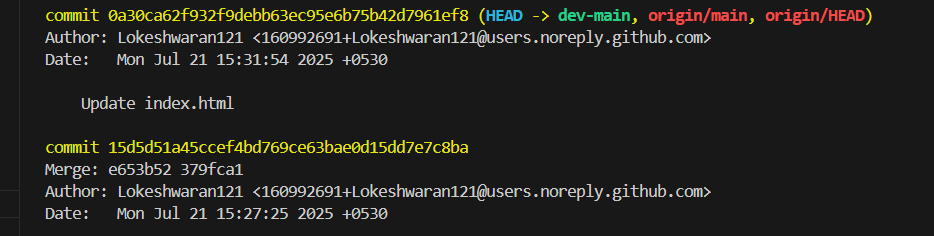 commit 0a30ca62f932f9debb63ec95e6b75b42d7961ef8 (HEAD -> dev-main, origin/main, origin/HEAD)
Author: Lokeshwaran121 <160992691+Lokeshwaran121@users.noreply.github.com>
Date:   Mon Jul 21 15:31:54 2025 +0530
Update index.html
commit 15d5d51a45ccef4bd769ce63bae0d15dd7e7c8ba
Merge: e653b52 379fca1
Author: Lokeshwaran121 <160992691+Lokeshwaran121@users.noreply.github.com>
Date:   Mon Jul 21 15:27:25 2025 +0530